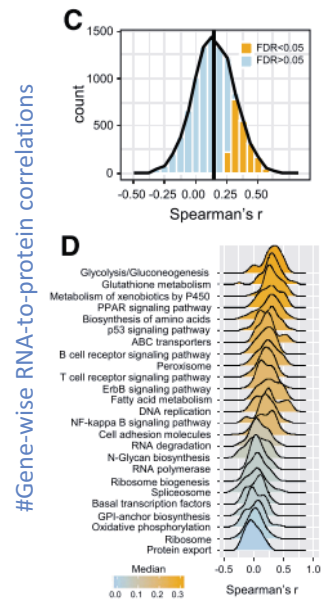 #Gene-wise RNA-to-protein correlations
C
1500
1000
500
0
count
FDR<0.05
FDR>0.05
-0.50 -0.25 0.00 0.25 0.50
Spearman's r
D
Glycolysis/Gluconeogenesis
Glutathione metabolism
Metabolism of xenobiotics by P450
PPAR signaling pathway
Biosynthesis of amino acids
p53 signaling pathway
ABC transporters
B cell receptor signaling pathway
Peroxisome
T cell receptor signaling pathway
ErbB signaling pathway
Fatty acid metabolism
DNA replication
NF-kappa B signaling pathway
Cell adhesion molecules
RNA degradation
N-Glycan biosynthesis
RNA polymerase
Ribosome biogenesis
Spliceosome
Basal transcription factors
GPI-anchor biosynthesis
Oxidative phosphorylation
Ribosome
Protein export
-0.5 0.0 0.5 1.0
Median
0.0 0.1 0.2 0.3
Spearman's r